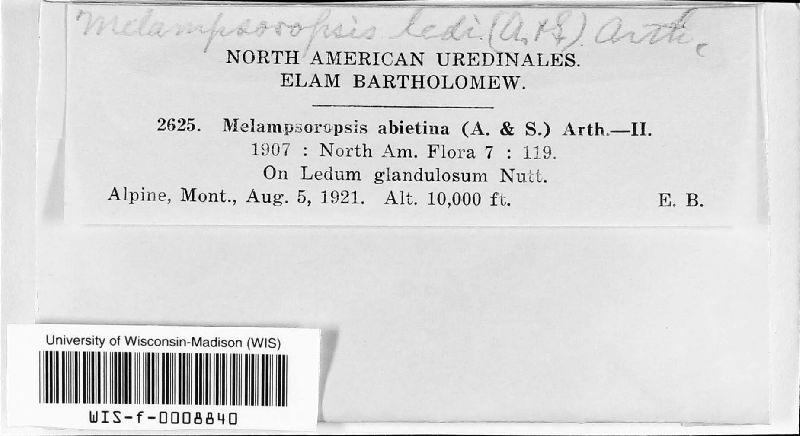 Melampsoropsis ledi (A. & S.) Arth.
NORTH AMERICAN UREDINALES.
ELAM BARTHOLOMEW.
2625. Melampsoropsis abietina (A. & S.) Arth.—II.
1907 : North Am. Flora 7 : 119.
On Ledum glandulosum Nutt.
Alpine, Mont., Aug. 5, 1921. Alt. 10,000 ft. E. B.
University of Wisconsin-Madison (WIS)
WIS-f-0008840